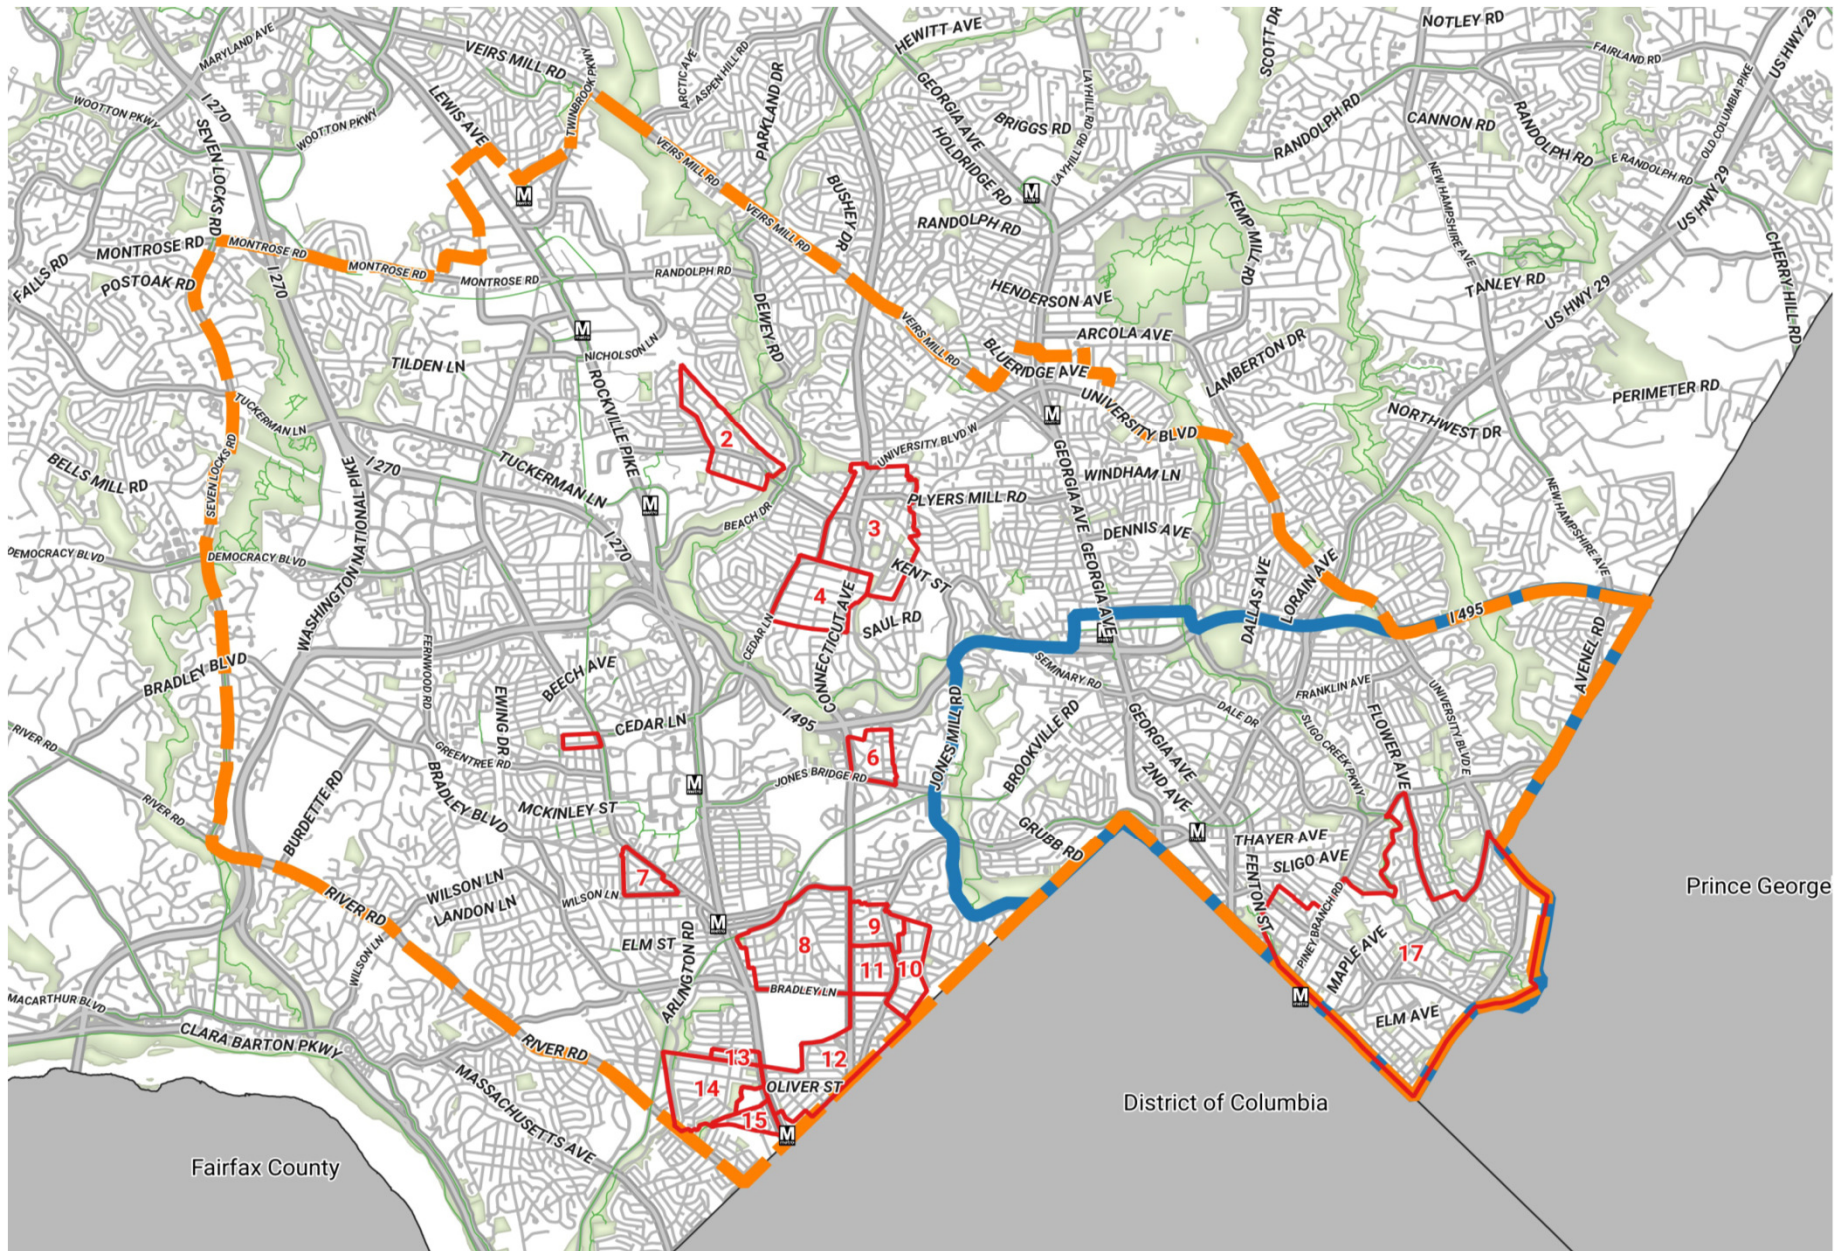 NOTLEY RD
SCOTT DR
US HWY 29
HEWITT AVE
MARYLAND AVE
VEIRS MILL RD
FAIRLAND RD
ARCTIC AVE
ASPEN HILL RD
PARKLAND DR
GEORGIA AVE
LAYHILL RD
OLD COLUMBIA PIKE
I 270
WOOTTON PKWY
WOOTTON PKWY
LEWIS AVE
TWINBROOK PKWY
BRIGGS RD
RANDOLPH RD
CANNON RD
RANDOLPH RD
SEVEN LOCKS RD
VEIRS MILL RD
HOLDRIDGE RD
LAYHILL RD
E RANDOLPH RD
US HWY 29
M
M
BUSHEY DR
KEMP MILL RD
NEW HAMPSHIRE AVE
VEIRS MILL RD
RANDOLPH RD
MONTROSE RD
MONTROSE RD
MONTROSE RD
MONTROSE RD
RANDOLPH RD
CHERRY HILL RD
FALLS RD
POSTOAK RD
I 270
HENDERSON AVE
TANLEY RD
US HWY 29
DEWEY RD
VEIRS MILL RD
ARCOLA AVE
M
NICHOLSON LN
BLUERIDGE AVE
LAMBERTON DR
TILDEN LN
ROCKVILLE PIKE
PERIMETER RD
TUCKERMAN LN
UNIVERSITY BLVD
M
NORTHWEST DR
2
UNIVERSITY BLVD W
SEVEN LOCKS RD
BELLS MILL RD
I 270
TUCKERMAN LN
GEORGIA AVE
WINDHAM LN
WASHINGTON NATIONAL PIKE
M
BEACH DR
PLYERS MILL RD
NEW HAMPSHIRE AVE
3
DENNIS AVE
DEMOCRACY BLVD
DEMOCRACY BLVD
I 270
KENT ST
GEORGIA AVE
DALLAS AVE
LORAIN AVE
4
I 495
CEDAR LN
CONNECTICUT AVE
SAUL RD
M
FERNWOOD RD
AVENEL RD
BRADLEY BLVD
BEECH AVE
SEMINARY RD
FRANKLIN AVE
EWING DR
CEDAR LN
I 495
JONES MILL RD
DALE DR
SLIGO CREEK PKWY
FLOWER AVE
UNIVERSITY BLVD E
RIVER RD
GREENTREE RD
6
BROOKVILLE RD
GEORGIA AVE
M
JONES BRIDGE RD
2ND AVE
RIVER RD
BURDETTE RD
BRADLEY BLVD
MCKINLEY ST
GRUBB RD
M
THAYER AVE
SLIGO AVE
FENTON ST
7
WILSON LN
WILSON LN
RIVER RD
LANDON LN
PINEY BRANCH RD
Prince George
M
ELM ST
ARLINGTON RD
8
9
10
11
MAPLE AVE
17
WILSON LN
BRADLEY LN
M
MACARTHUR BLVD
CLARA BARTON PKWY
RIVER RD
ELM AVE
13
12
14
OLIVER ST
MASSACHUSETTS AVE
15
M
District of Columbia
Fairfax County